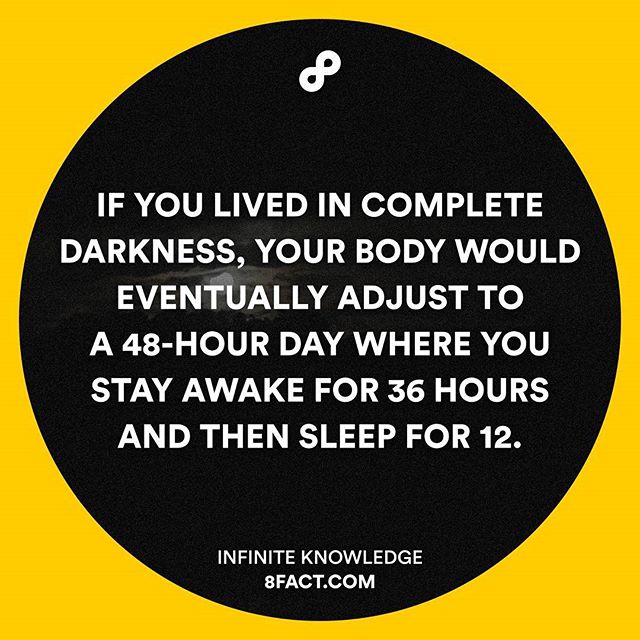 IF YOU LIVED IN COMPLETE
DARKNESS, YOUR BODY WOULD
EVENTUALLY ADJUST TO
A 48-HOUR DAY WHERE YOU
STAY AWAKE FOR 36 HOURS
AND THEN SLEEP FOR 12.
INFINITE KNOWLEDGE
8FACT.COM